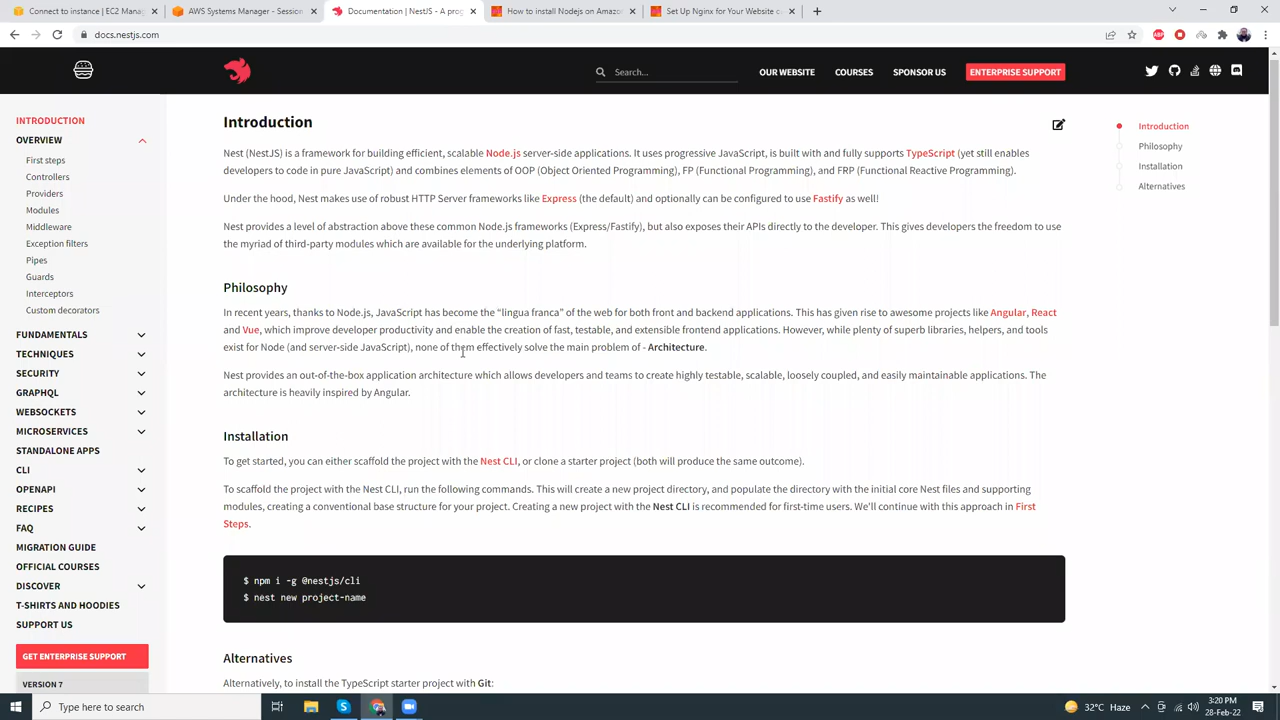 Connect to instance | EC2 Manag
AWS Systems Manager - Session
Documentation | NestJS - A prog
How to install Nodejs on Amazon
Set Up Nginx for Your Website o
docs.nestjs.com
ABP
Search...
OUR WEBSITE
COURSES
SPONSOR US
ENTERPRISE SUPPORT
INTRODUCTION
OVERVIEW
First steps
Controllers
Providers
Modules
Middleware
Exception filters
Pipes
Guards
Interceptors
Custom decorators
FUNDAMENTALS
TECHNIQUES
SECURITY
GRAPHQL
WEBSOCKETS
MICROSERVICES
STANDALONE APPS
CLI
OPENAPI
RECIPES
FAQ
MIGRATION GUIDE
OFFICIAL COURSES
DISCOVER
T-SHIRTS AND HOODIES
SUPPORT US
GET ENTERPRISE SUPPORT
VERSION 7
Introduction
Nest (NestJS) is a framework for building efficient, scalable Node.js server-side applications. It uses progressive JavaScript, is built with and fully supports TypeScript (yet still enables
developers to code in pure JavaScript) and combines elements of OOP (Object Oriented Programming), FP (Functional Programming), and FRP (Functional Reactive Programming).
Under the hood, Nest makes use of robust HTTP Server frameworks like Express (the default) and optionally can be configured to use Fastify as well!
Nest provides a level of abstraction above these common Node.js frameworks (Express/Fastify), but also exposes their APIs directly to the developer. This gives developers the freedom to use
the myriad of third-party modules which are available for the underlying platform.
Philosophy
In recent years, thanks to Node.js, JavaScript has become the “lingua franca” of the web for both front and backend applications. This has given rise to awesome projects like Angular, React
and Vue, which improve developer productivity and enable the creation of fast, testable, and extensible frontend applications. However, while plenty of superb libraries, helpers, and tools
exist for Node (and server-side JavaScript), none of them effectively solve the main problem of - Architecture.
Nest provides an out-of-the-box application architecture which allows developers and teams to create highly testable, scalable, loosely coupled, and easily maintainable applications. The
architecture is heavily inspired by Angular.
Installation
To get started, you can either scaffold the project with the Nest CLI, or clone a starter project (both will produce the same outcome).
To scaffold the project with the Nest CLI, run the following commands. This will create a new project directory, and populate the directory with the initial core Nest files and supporting
modules, creating a conventional base structure for your project. Creating a new project with the Nest CLI is recommended for first-time users. We'll continue with this approach in First
Steps.
$ npm i -g @nestjs/cli
$ nest new project-name
Alternatives
Alternatively, to install the TypeScript starter project with Git:
Introduction
Philosophy
Installation
Alternatives
Type here to search
32°C Haze
3:20 PM
28-Feb-22